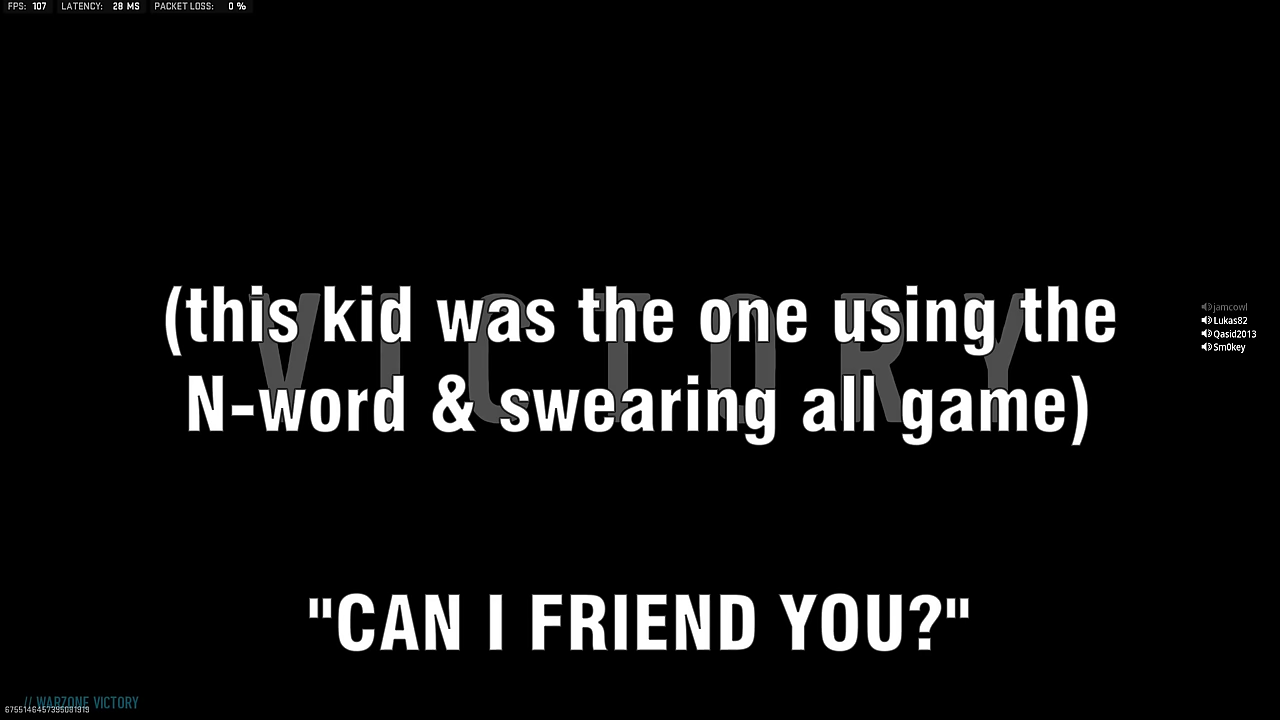 FPS: 107 LATENCY: 28 MS PACKET LOSS: 0 %
VICTORY
(this kid was the one using the
N-word & swearing all game)
jamcowl
Lukas82
Qasid2013
Sm0key
"CAN I FRIEND YOU?"
// WARZONE VICTORY